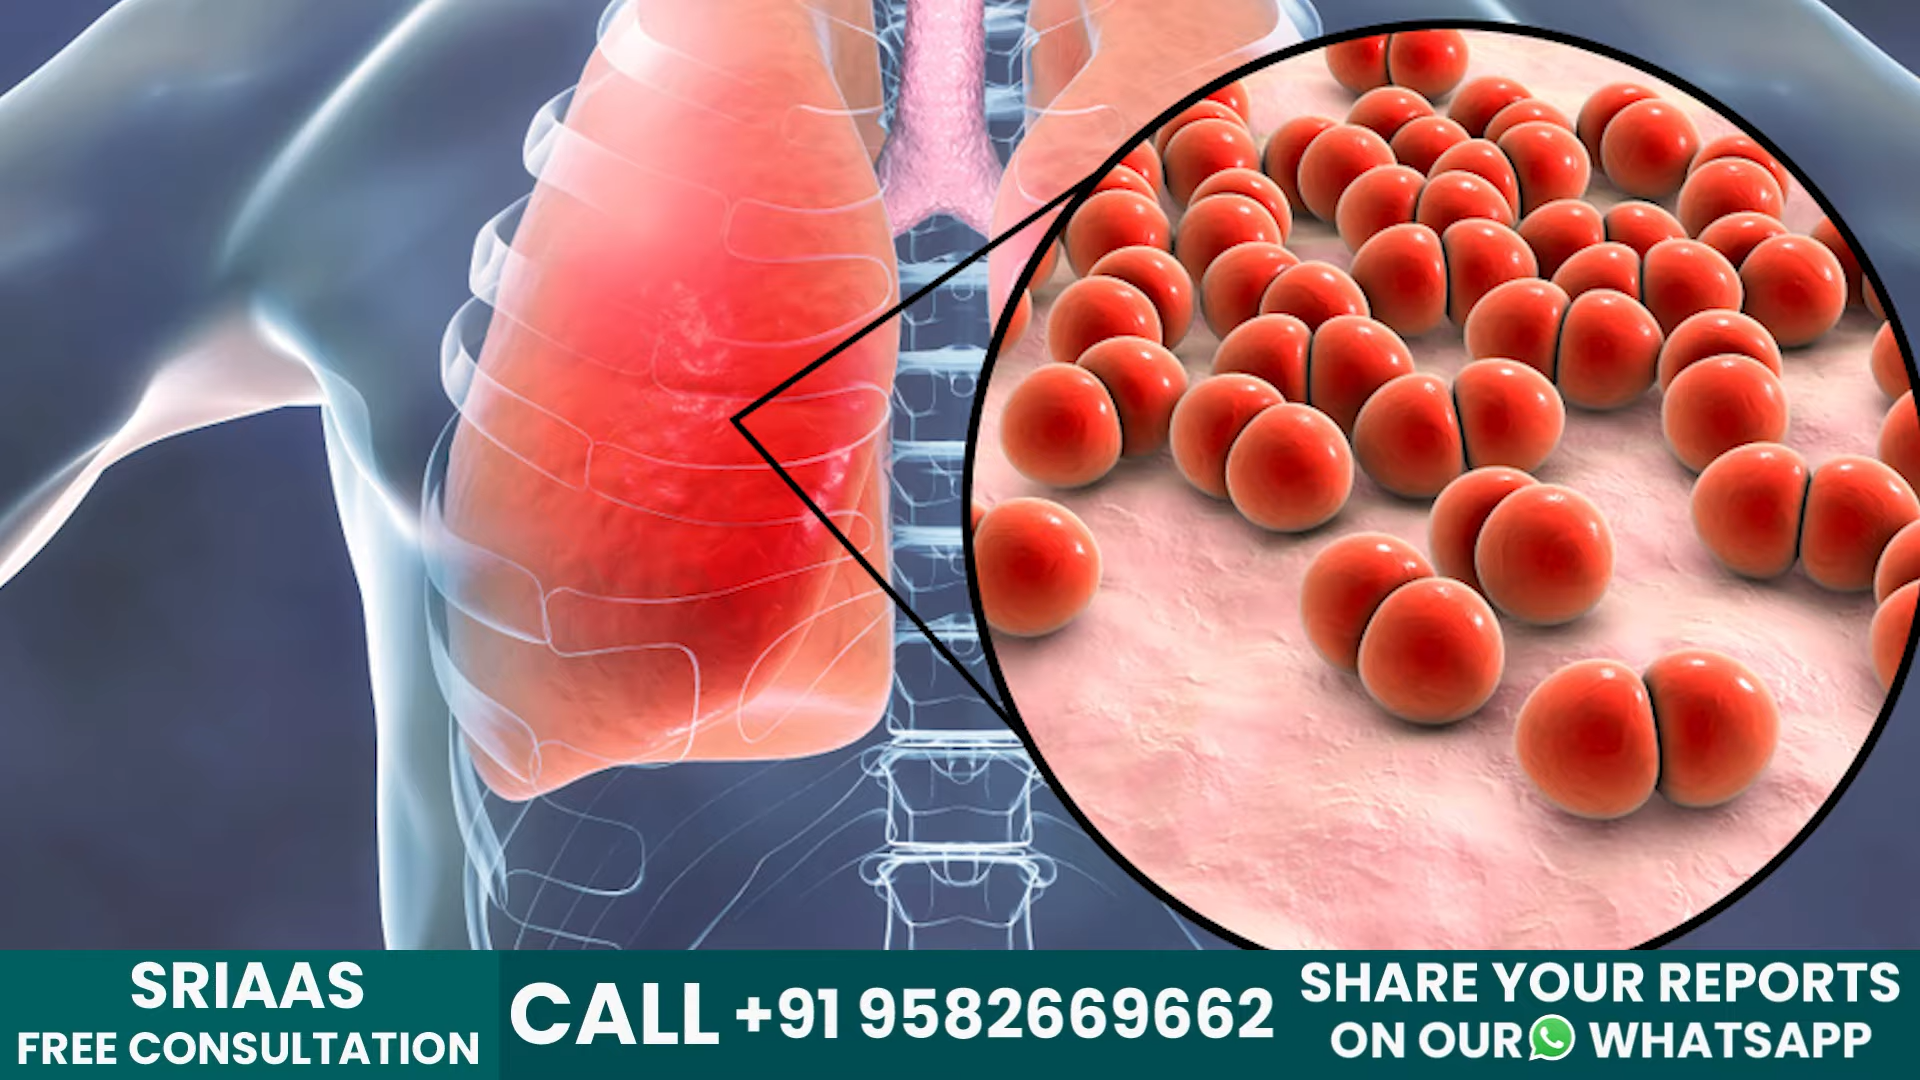 SRIAAS
FREE CONSULTATION
CALL +91 9582669662
SHARE YOUR REPORTS
ON OUR WHATSAPP